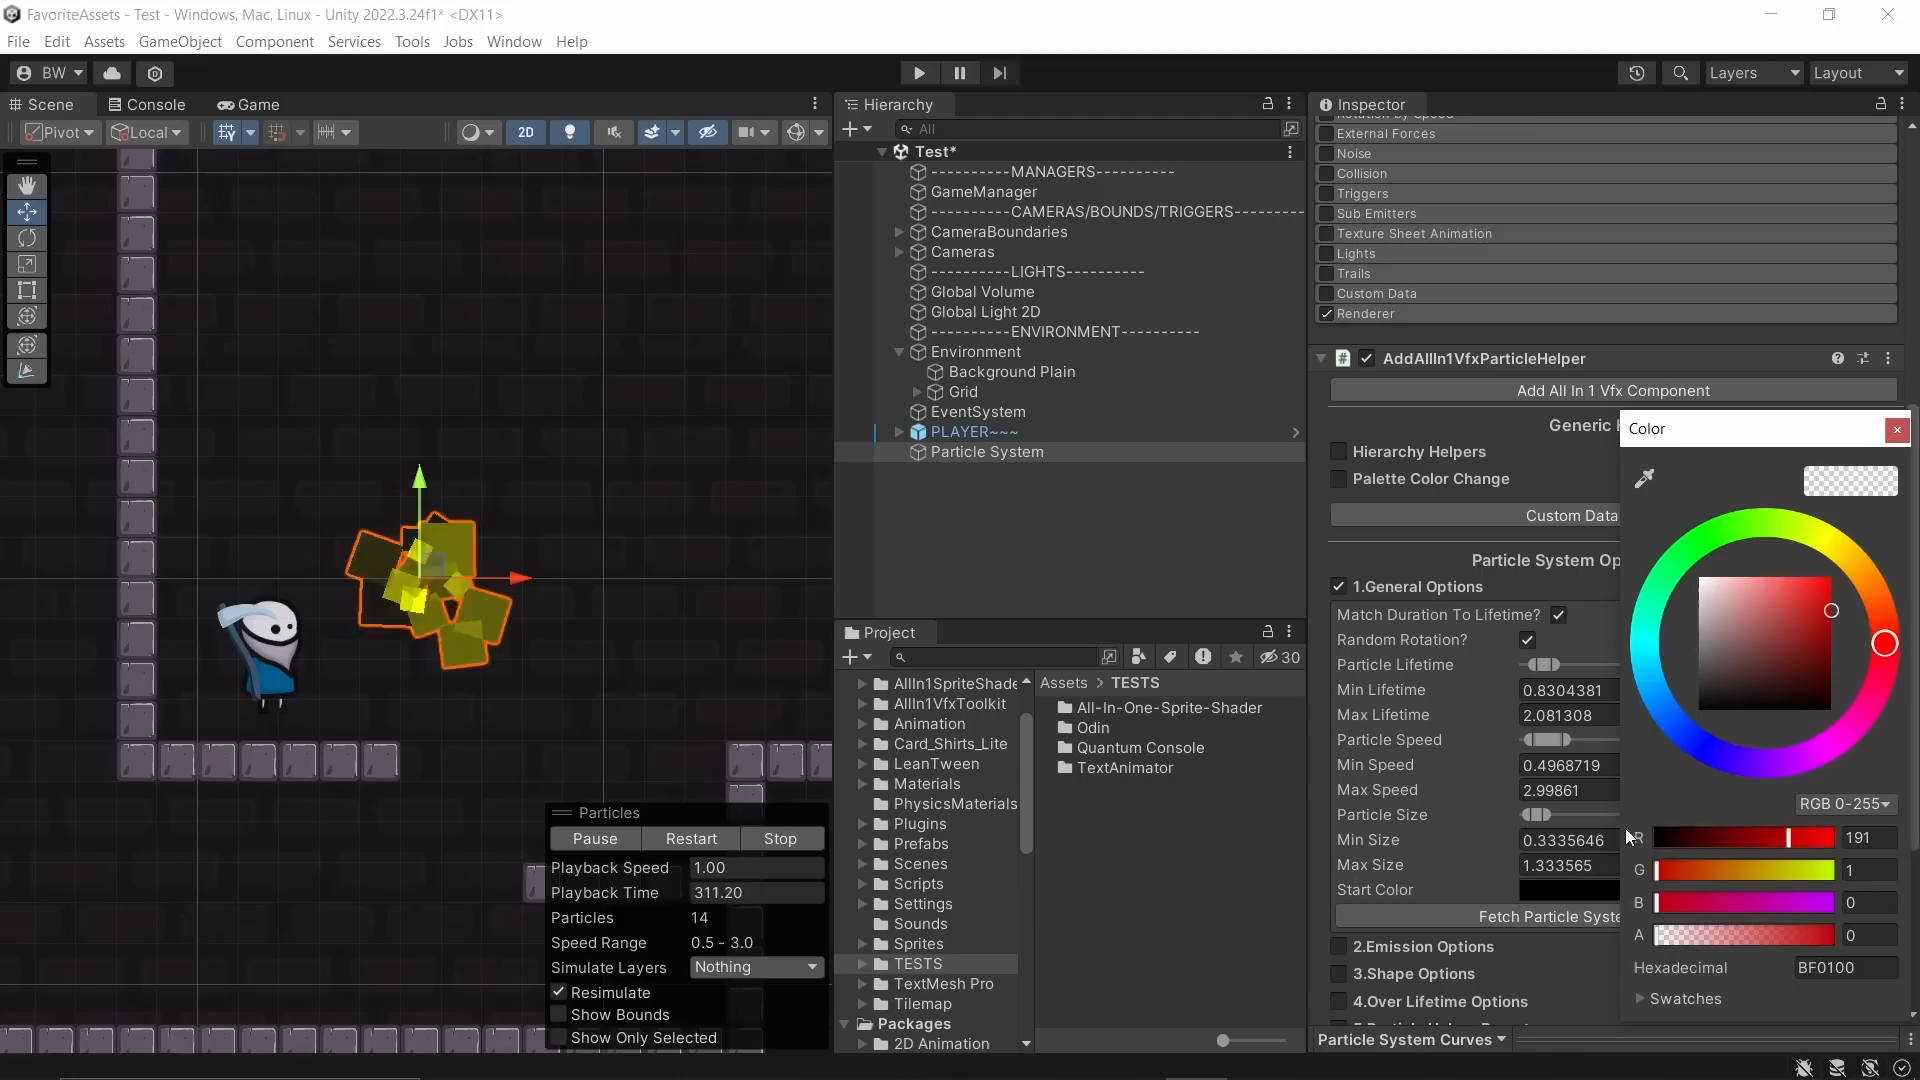 FavoriteAssets - Test - Windows, Mac, Linux - Unity 2022.3.24f1* <DX11>
File Edit Assets GameObject Component Services Tools Jobs Window Help
BW
Layers
Layout
Scene
Console
Game
Pivot
Local
2D
Hierarchy
All
Test*
----------MANAGERS----------
GameManager
----------CAMERAS/BOUNDS/TRIGGERS---------
CameraBoundaries
Cameras
----------LIGHTS----------
Global Volume
Global Light 2D
----------ENVIRONMENT----------
Environment
Background Plain
Grid
EventSystem
PLAYER~~~
Particle System
Project
30
AllIn1SpriteShade
AllIn1VfxToolkit
Animation
Card_Shirts_Lite
LeanTween
Materials
PhysicsMaterials
Plugins
Prefabs
Scenes
Scripts
Settings
Sounds
Sprites
TESTS
TextMesh Pro
Tilemap
Packages
2D Animation
Assets > TESTS
All-In-One-Sprite-Shader
Odin
Quantum Console
TextAnimator
Particles
Pause Restart Stop
Playback Speed 1.00
Playback Time 311.20
Particles 14
Speed Range 0.5 - 3.0
Simulate Layers Nothing
Resimulate
Show Bounds
Show Only Selected
Inspector
Rotation by Speed
External Forces
Noise
Collision
Triggers
Sub Emitters
Texture Sheet Animation
Lights
Trails
Custom Data
Renderer
AddAllIn1VfxParticleHelper
Add All In 1 Vfx Component
Generic
Hierarchy Helpers
Palette Color Change
Custom Data
Particle System Op
1.General Options
Match Duration To Lifetime?
Random Rotation?
Particle Lifetime
Min Lifetime 0.8304381
Max Lifetime 2.081308
Particle Speed
Min Speed 0.4968719
Max Speed 2.99861
Particle Size
Min Size 0.3335646
Max Size 1.333565
Start Color
Fetch Particle Syste
2.Emission Options
3.Shape Options
4.Over Lifetime Options
Particle System Curves
Color
RGB 0-255
R 191
G 1
B 0
A 0
Hexadecimal BF0100
Swatches